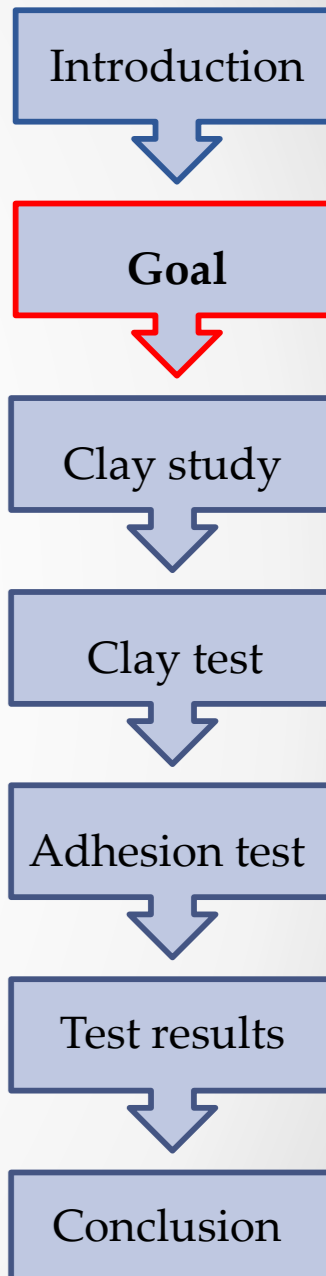 Introduction
Goal
Clay study
Clay test
Adhesion test
Test results
Conclusion